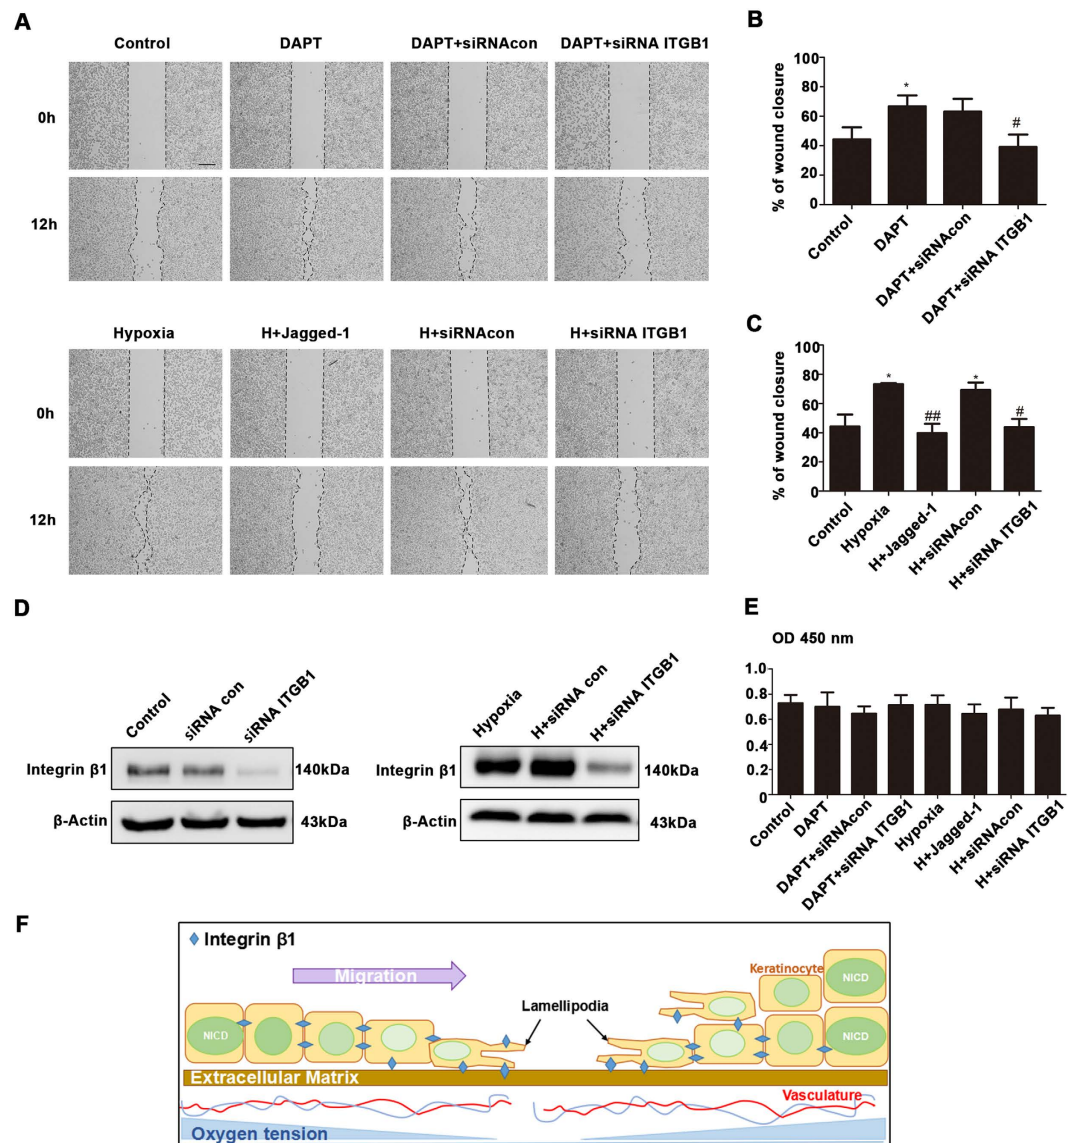 A
Control DAPT DAPT+siRNAcon DAPT+siRNA ITGB1
0h
12h
Hypoxia H+Jagged-1 H+siRNAcon H+siRNA ITGB1
0h
12h
B
% of wound closure
100
80
60
40
20
0
*
#
Control DAPT DAPT+siRNAcon DAPT+siRNA ITGB1
C
% of wound closure
100
80
60
40
20
0
*
##
*
#
Control Hypoxia H+Jagged-1 H+siRNAcon H+siRNA ITGB1
D
Control siRNA con siRNA ITGB1
Integrin β1 140kDa
β-Actin 43kDa
Hypoxia H+siRNA con H+siRNA ITGB1
Integrin β1 140kDa
β-Actin 43kDa
E
OD 450 nm
1.0
0.8
0.6
0.4
0.2
0
Control DAPT DAPT+siRNAcon DAPT+siRNA ITGB1 Hypoxia H+Jagged-1 H+siRNAcon H+siRNA ITGB1
F
Integrin β1
Migration
Keratinocyte
NICD
Lamellipodia
NICD
NICD
Extracellular Matrix
Vasculature
Oxygen tension